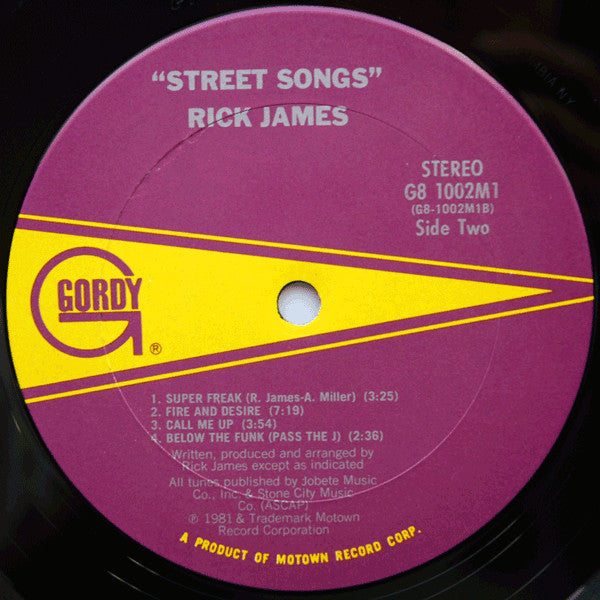 “STREET SONGS”
RICK JAMES
STEREO
G8 1002M1
(G8-1002M1B)
Side Two
GORDY
®
1. SUPER FREAK (R. James-A. Miller) (3:25)
2. FIRE AND DESIRE (7:19)
3. CALL ME UP (3:54)
4. BELOW THE FUNK (PASS THE J) (2:36)
Written, produced and arranged by
Rick James except as indicated
All tunes published by Jobete Music
Co., Inc. & Stone City Music
Co. (ASCAP)
℗ 1981 & Trademark Motown
Record Corporation
A PRODUCT OF MOTOWN RECORD CORP.